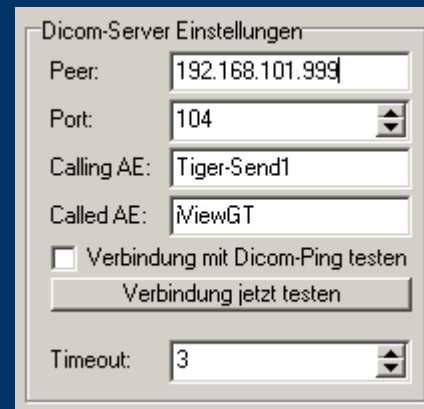 Dicom-Server Einstellungen
Peer: 192.168.101.999
Port: 104
Calling AE: Tiger-Send1
Called AE: iViewGT
Verbindung mit Dicom-Ping testen
Verbindung jetzt testen
Timeout: 3